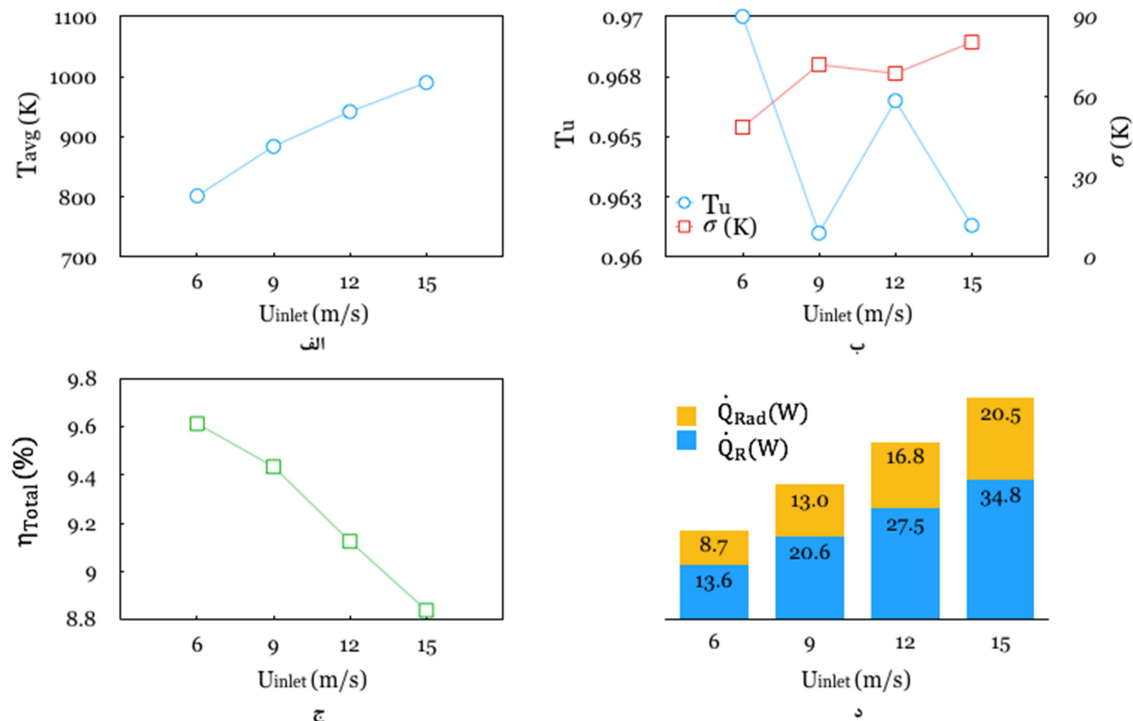 1100
1000
900
800
700
Tavg (K)
6 9 12 15
Uinlet (m/s)
الف
0.97
0.968
0.965
0.963
0.96
Tu
Tu
σ (K)
90
60
30
0
σ (K)
6 9 12 15
Uinlet (m/s)
ب
9.8
9.6
9.4
9.2
9
8.8
ηTotal (%)
6 9 12 15
Uinlet (m/s)
ج
Q̇Rad(W)
Q̇R(W)
8.7 13.0 16.8 20.5
13.6 20.6 27.5 34.8
6 9 12 15
Uinlet (m/s)
د